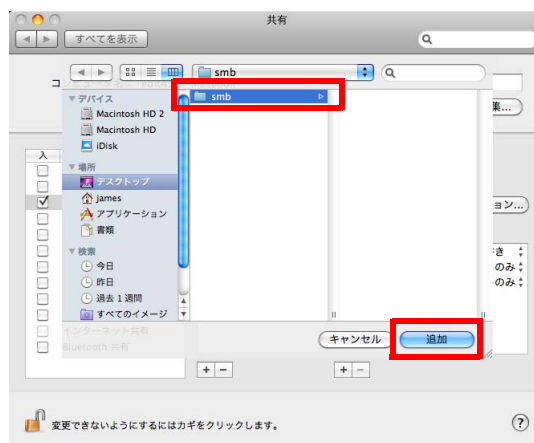 共有
すべてを表示
smb
smb
集...)
デバイス
Macintosh HD 2
Macintosh HD
iDisk
場所
デスクトップ
james
アプリケーション
書類
検索
今日
昨日
過去 1 週間
すべてのイメージ
入
ョン...)
き
のみ
のみ
インターネット共有
Bluetooth 共有
キャンセル
追加
+ −
+ −
変更できないようにするにはカギをクリックします。
?